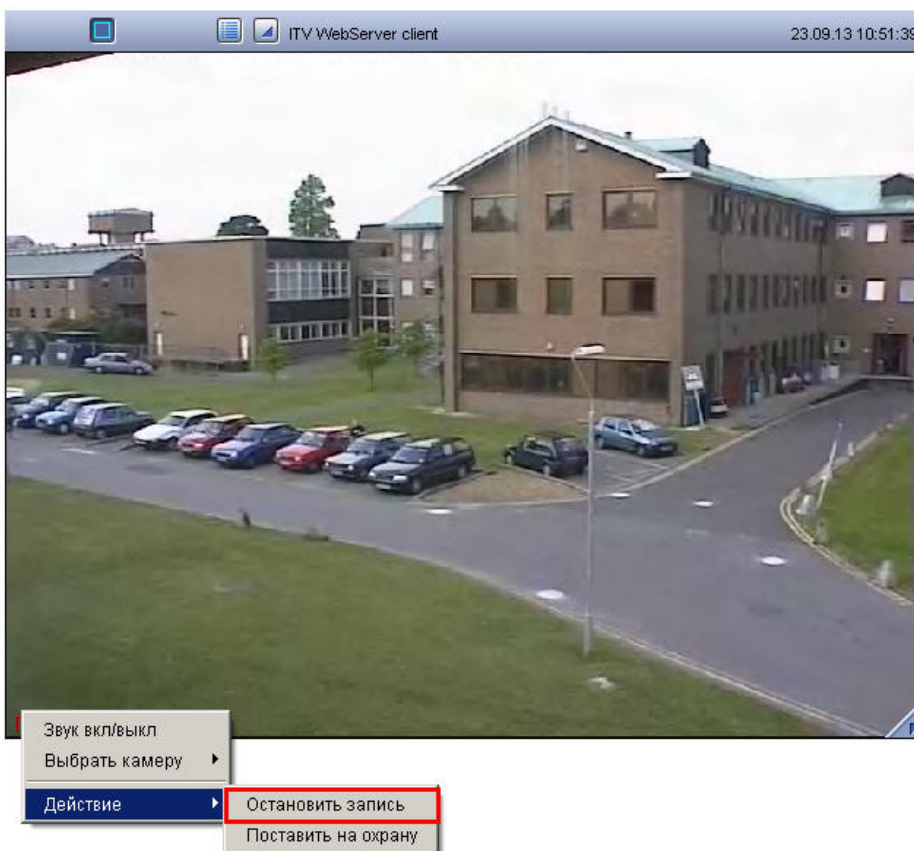 ITV WebServer client
23.09.13 10:51:39
Звук вкл/выкл
Выбрать камеру
Действие
Остановить запись
Поставить на охрану